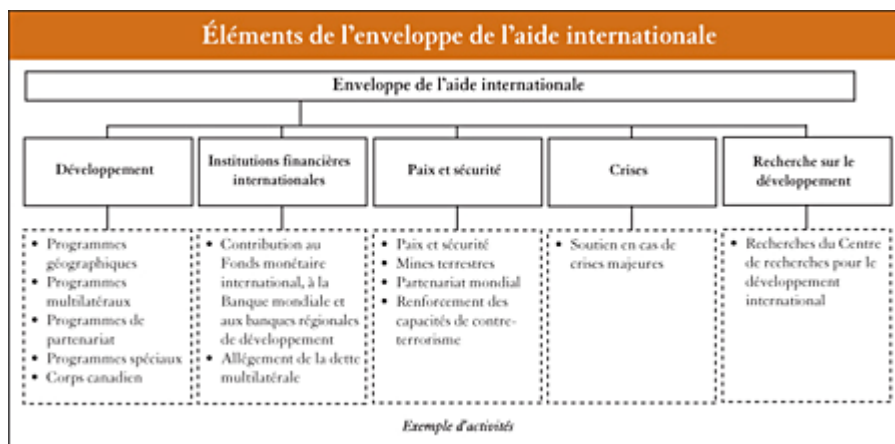 Éléments de l'enveloppe de l'aide internationale
Enveloppe de l'aide internationale
Développement
Institutions financières
internationales
Paix et sécurité
Crises
Recherche sur le
développement
• Programmes
géographiques
• Programmes
multilatéraux
• Programmes de
partenariat
• Programmes spéciaux
• Corps canadien
• Contribution au
Fonds monétaire
international, à la
Banque mondiale et
aux banques régionales
de développement
• Allégement de la dette
multilatérale
• Paix et sécurité
• Mines terrestres
• Partenariat mondial
• Renforcement des
capacités de contre-
terrorisme
• Soutien en cas de
crises majeures
• Recherches du Centre
de recherches pour le
développement
international
Exemple d'activités